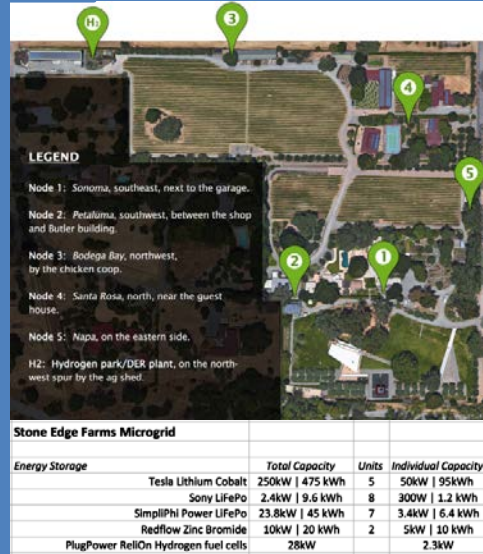 H2
3
4
5
LEGEND
Node 1: Sonoma, southeast, next to the garage.
Node 2: Petaluma, southwest, between the shop
and Butler building.
Node 3: Bodega Bay, northwest,
by the chicken coop.
Node 4: Santa Rosa, north, near the guest
house.
Node 5: Napa, on the eastern side.
H2: Hydrogen park/DER plant, on the north-
west spur by the ag shed.
2
1
Stone Edge Farms Microgrid
Energy Storage Total Capacity Units Individual Capacity
Tesla Lithium Cobalt 250kW | 475 kWh 5 50kW | 95kWh
Sony LiFePo 2.4kW | 9.6 kWh 8 300W | 1.2 kWh
SimpliPhi Power LiFePo 23.8kW | 45 kWh 7 3.4kW | 6.4 kWh
Redflow Zinc Bromide 10kW | 20 kWh 2 5kW | 10 kWh
PlugPower ReliOn Hydrogen fuel cells 28kW 2.3kW